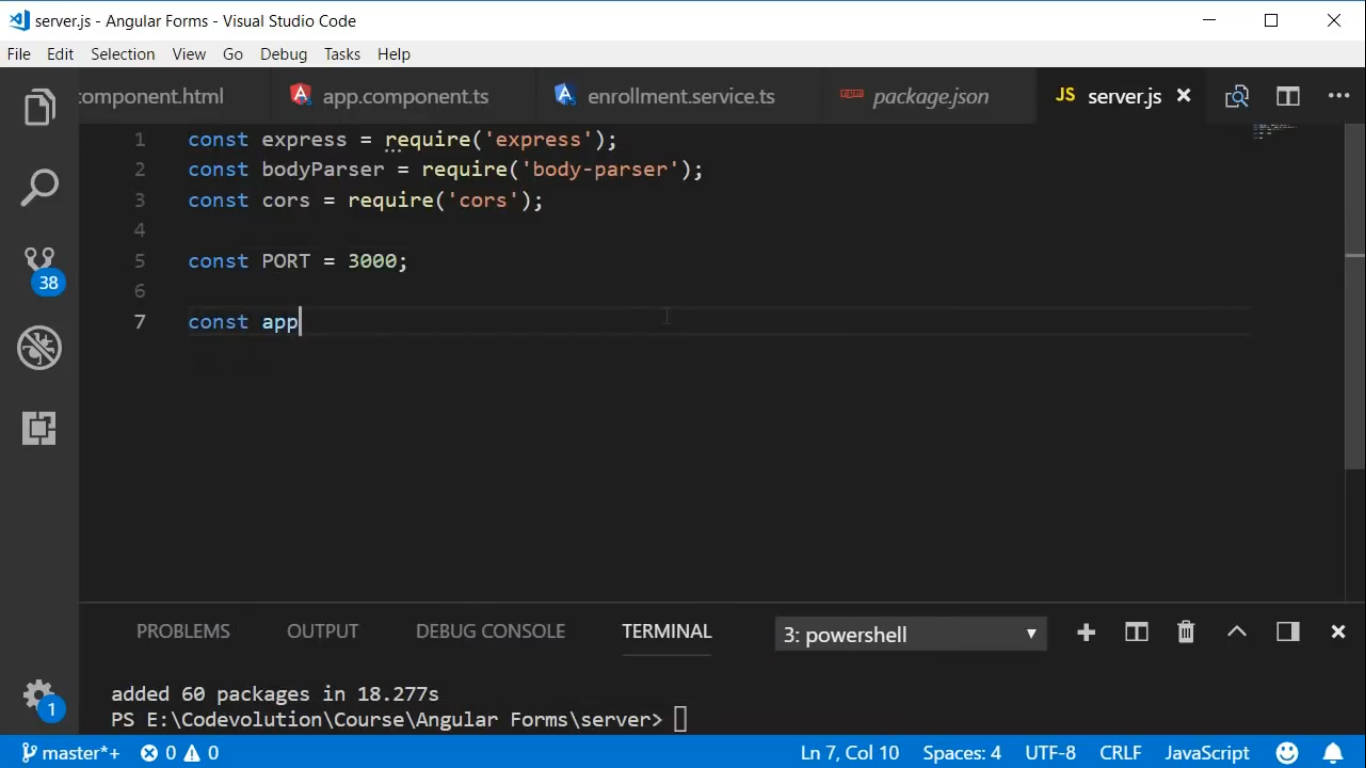 server.js - Angular Forms - Visual Studio Code
File Edit Selection View Go Debug Tasks Help
component.html app.component.ts enrollment.service.ts package.json JS server.js
1 const express = require('express');
2 const bodyParser = require('body-parser');
3 const cors = require('cors');
4
5 const PORT = 3000;
6
7 const app
38
PROBLEMS OUTPUT DEBUG CONSOLE TERMINAL 3: powershell
added 60 packages in 18.277s
PS E:\Codevolution\Course\Angular Forms\server>
1
master*+ 0 0 Ln 7, Col 10 Spaces: 4 UTF-8 CRLF JavaScript